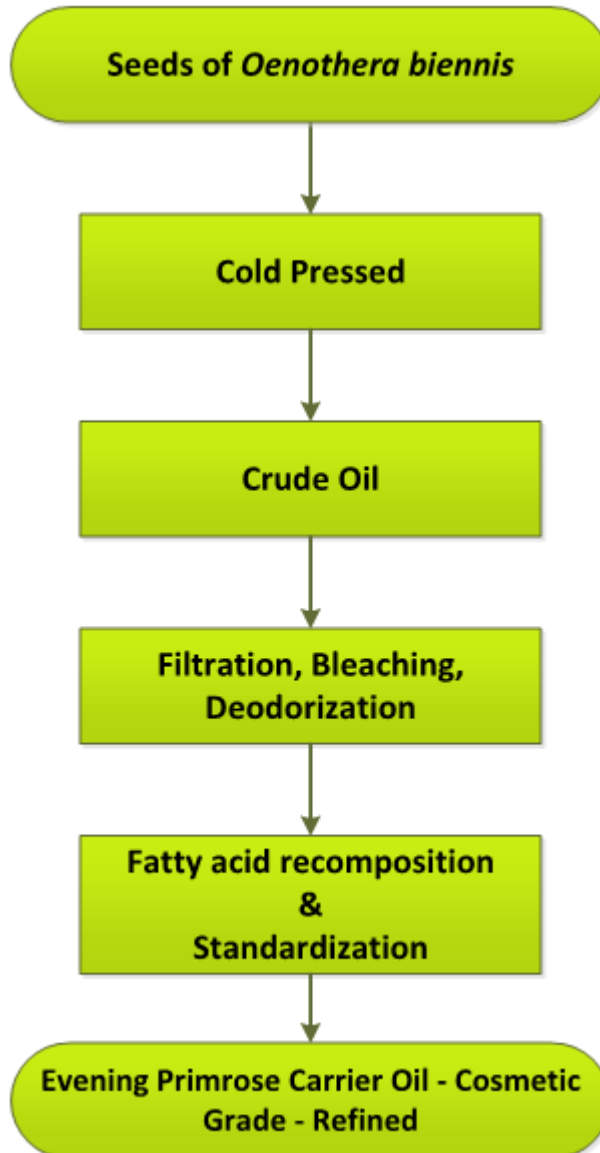 Seeds of Oenothera biennis
Cold Pressed
Crude Oil
Filtration, Bleaching,
Deodorization
Fatty acid recomposition
&
Standardization
Evening Primrose Carrier Oil - Cosmetic
Grade - Refined